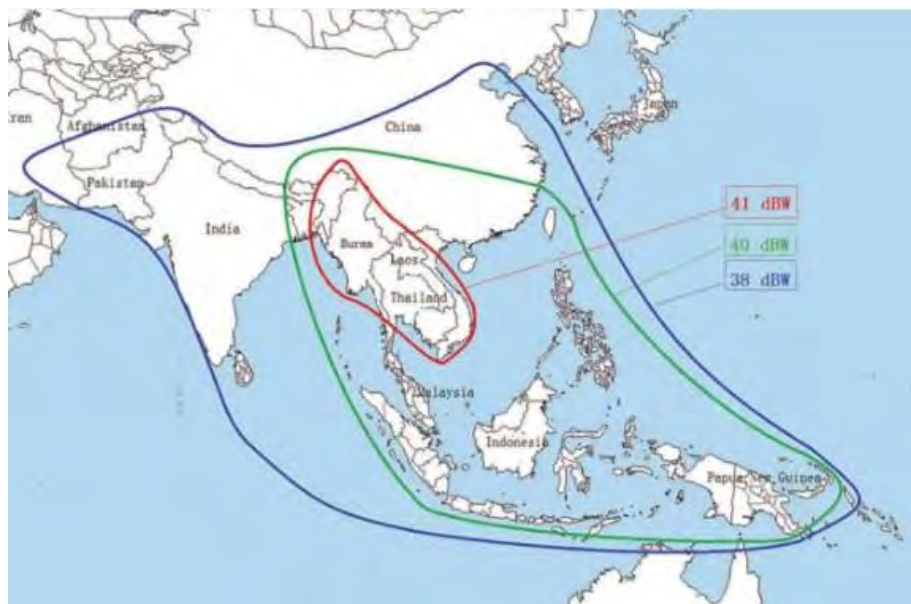 China
Japan
Iran
Afghanistan
Pakistan
India
Burma
Laos
Thailand
Malaysia
Indonesia
Papua New Guinea
41 dBW
40 dBW
38 dBW